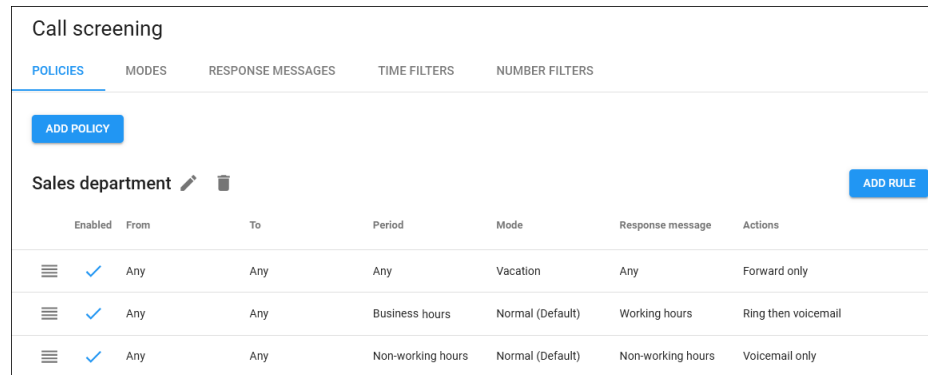 Call screening
POLICIES MODES RESPONSE MESSAGES TIME FILTERS NUMBER FILTERS
ADD POLICY
Sales department ADD RULE
Enabled From To Period Mode Response message Actions
Any Any Any Vacation Any Forward only
Any Any Business hours Normal (Default) Working hours Ring then voicemail
Any Any Non-working hours Normal (Default) Non-working hours Voicemail only